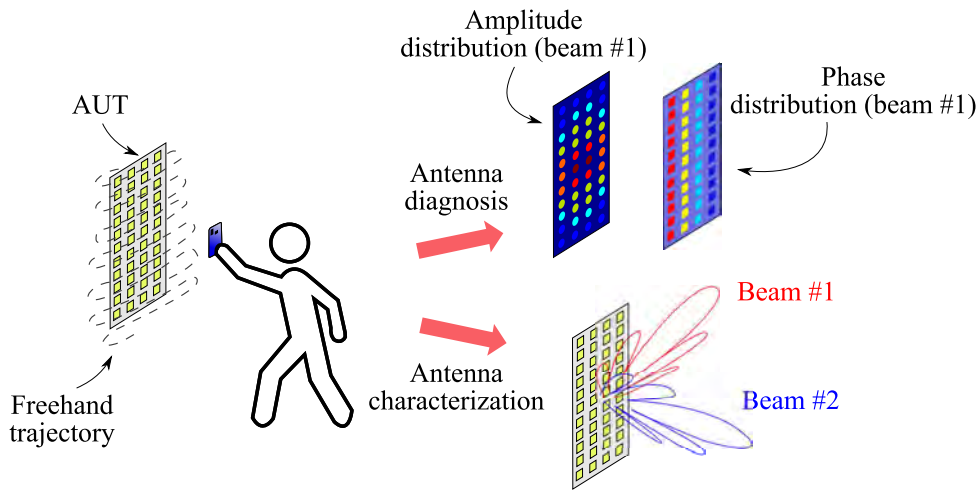 Amplitude
distribution (beam #1)
Phase
distribution (beam #1)
AUT
Antenna
diagnosis
Beam #1
Antenna
characterization
Beam #2
Freehand
trajectory